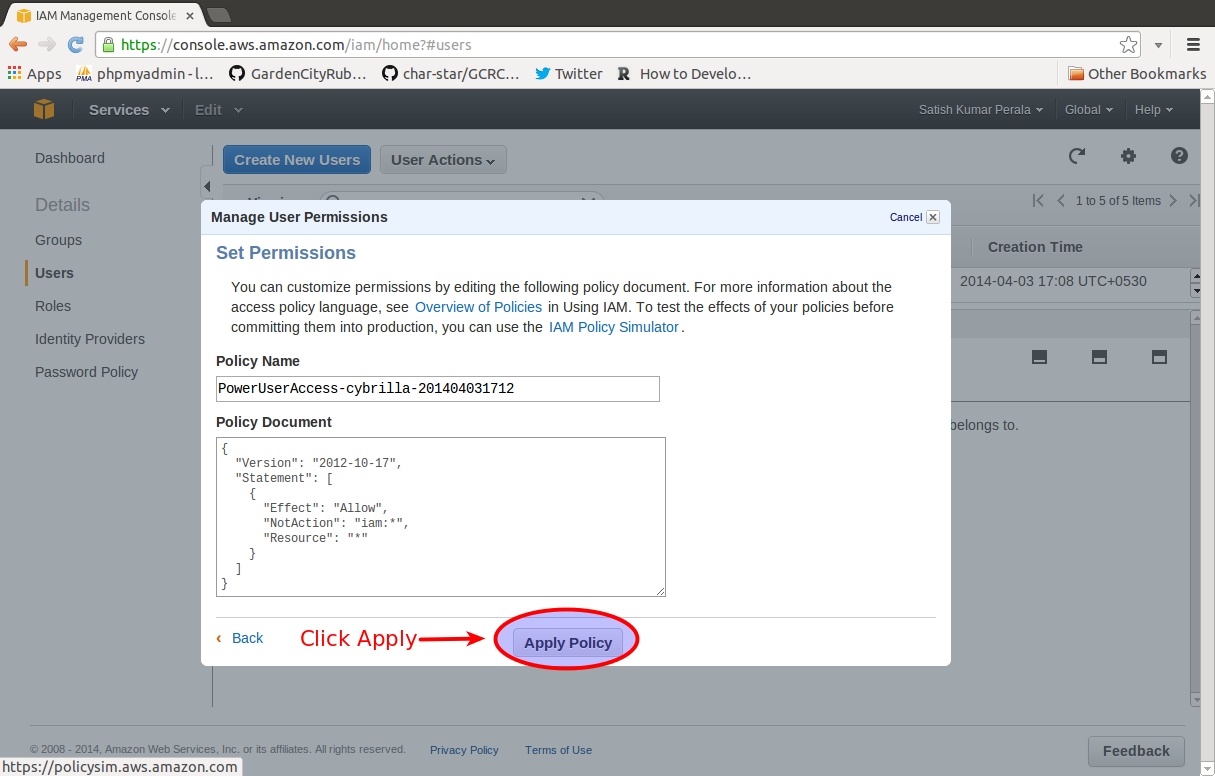 IAM Management Console
https://console.aws.amazon.com/iam/home?#users
Apps phpmyadmin - l... GardenCityRub... char-star/GCRC... Twitter How to Develo... Other Bookmarks
Services Edit Satish Kumar Perala Global Help
Dashboard
Create New Users User Actions
Details
1 to 5 of 5 Items
Groups
Users
Roles
Identity Providers
Password Policy
Creation Time
2014-04-03 17:08 UTC+0530
belongs to.
Manage User Permissions Cancel
Set Permissions
You can customize permissions by editing the following policy document. For more information about the
access policy language, see Overview of Policies in Using IAM. To test the effects of your policies before
committing them into production, you can use the IAM Policy Simulator.
Policy Name
PowerUserAccess-cybrilla-201404031712
Policy Document
{
  "Version": "2012-10-17",
  "Statement": [
    {
      "Effect": "Allow",
      "NotAction": "iam:*",
      "Resource": "*"
    }
  ]
}
‹ Back Click Apply Apply Policy
© 2008 - 2014, Amazon Web Services, Inc. or its affiliates. All rights reserved. Privacy Policy Terms of Use Feedback
https://policysim.aws.amazon.com